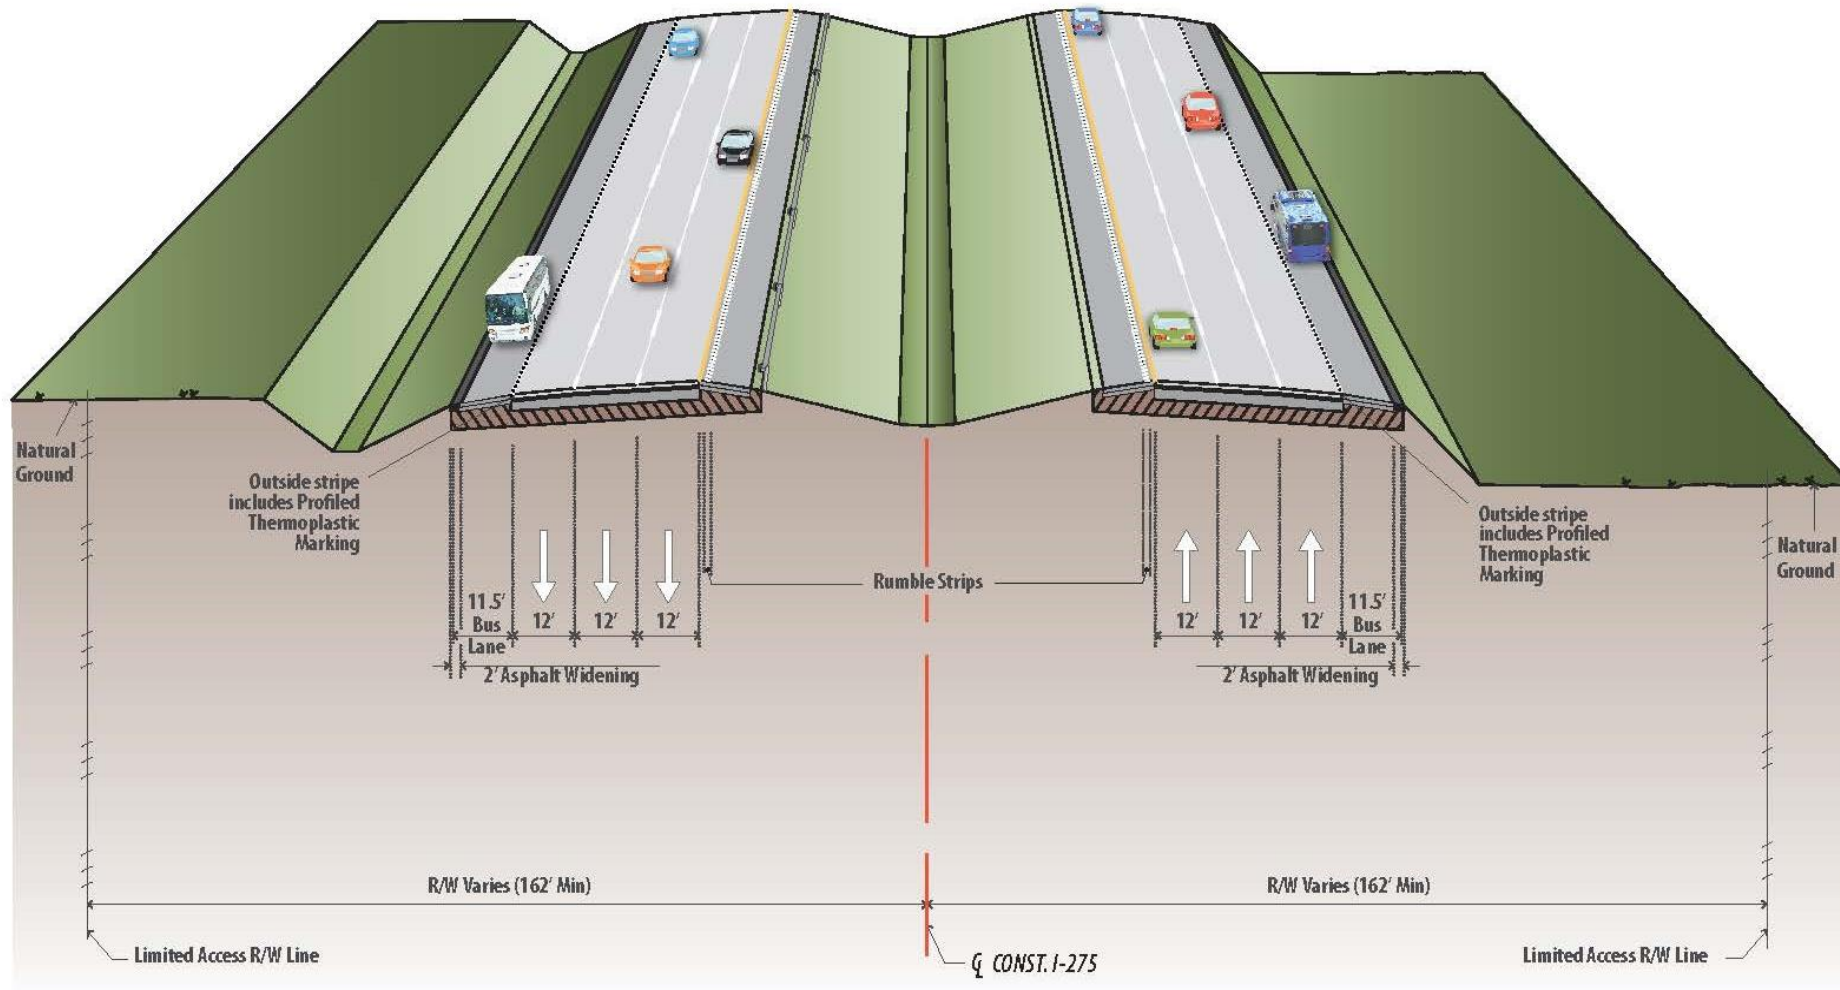 Natural
Ground
Outside stripe
includes Profiled
Thermoplastic
Marking
Outside stripe
includes Profiled
Thermoplastic
Marking
Natural
Ground
Rumble Strips
11.5'
Bus
Lane
12'
12'
12'
12'
12'
12'
11.5'
Bus
Lane
2' Asphalt Widening
2' Asphalt Widening
R/W Varies (162' Min)
R/W Varies (162' Min)
Limited Access R/W Line
℄ CONST. I-275
Limited Access R/W Line